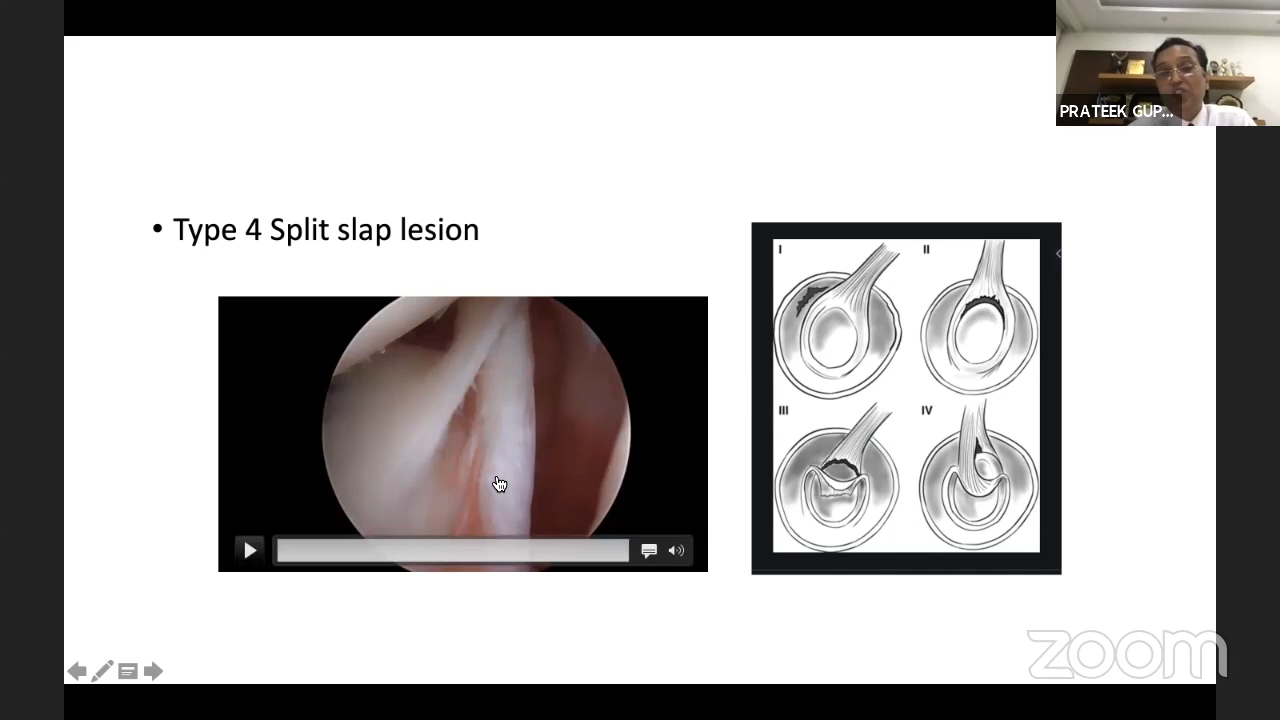 PRATEEK GUP...
• Type 4 Split slap lesion
I
II
III
IV
zoom